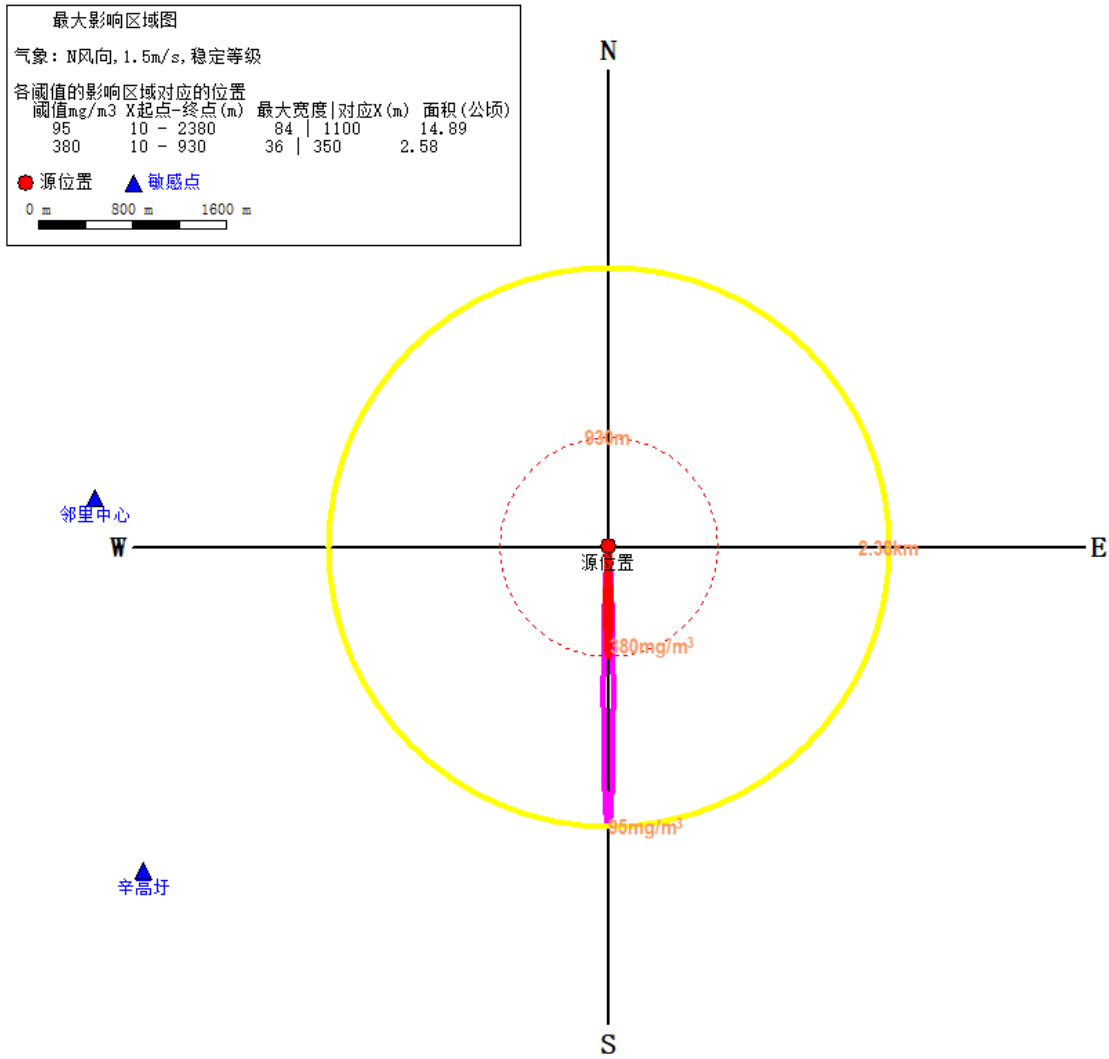 最大影响区域图
气象: N风向,1.5m/s,稳定等级
各阈值的影响区域对应的位置
阈值mg/m3 X起点-终点(m) 最大宽度|对应X(m) 面积(公顷)
95 10 - 2380 84 | 1100 14.89
380 10 - 930 36 | 350 2.58
源位置 敏感点
0 m 800 m 1600 m
N
930m
邻里中心
W
2.38km
E
源位置
380mg/m³
95mg/m³
辛高圩
S